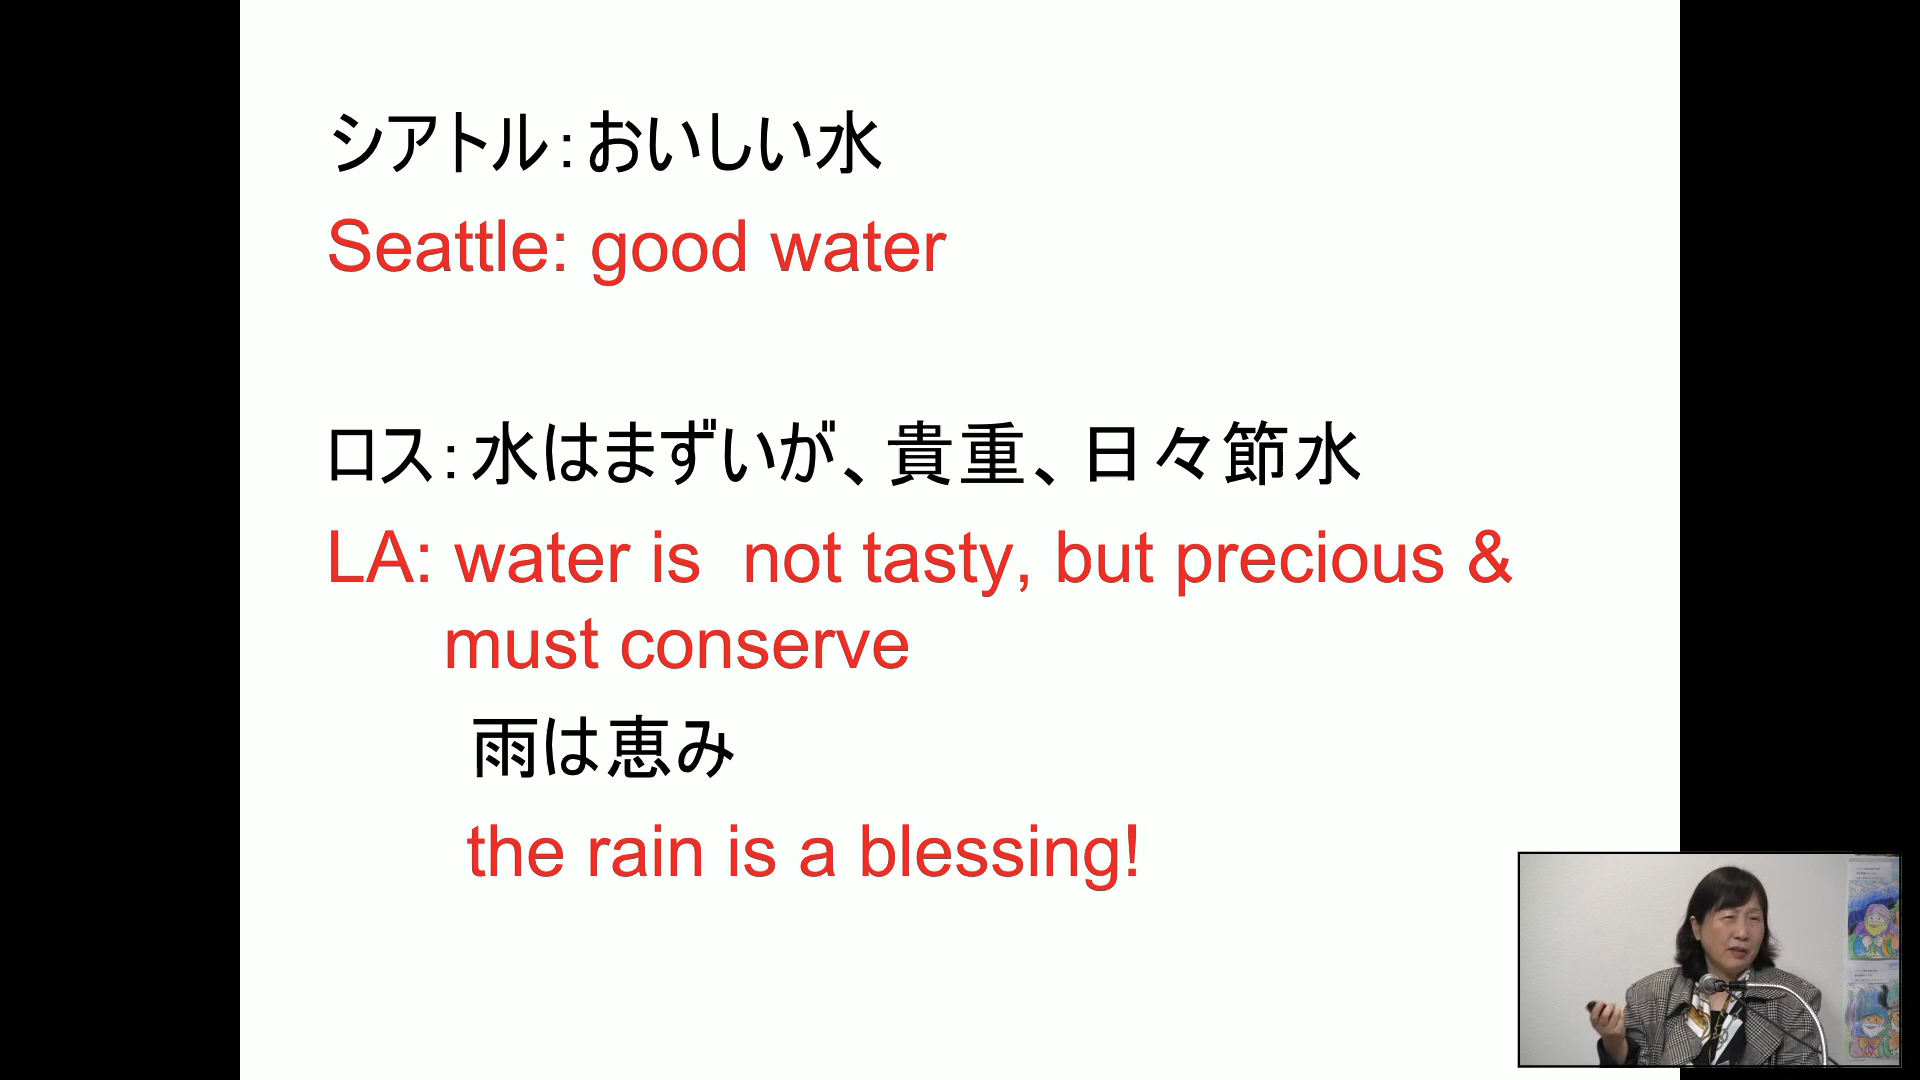 シアトル：おいしい水
Seattle: good water
ロス：水はまずいが、貴重、日々節水
LA: water is  not tasty, but precious &
must conserve
雨は恵み
the rain is a blessing!